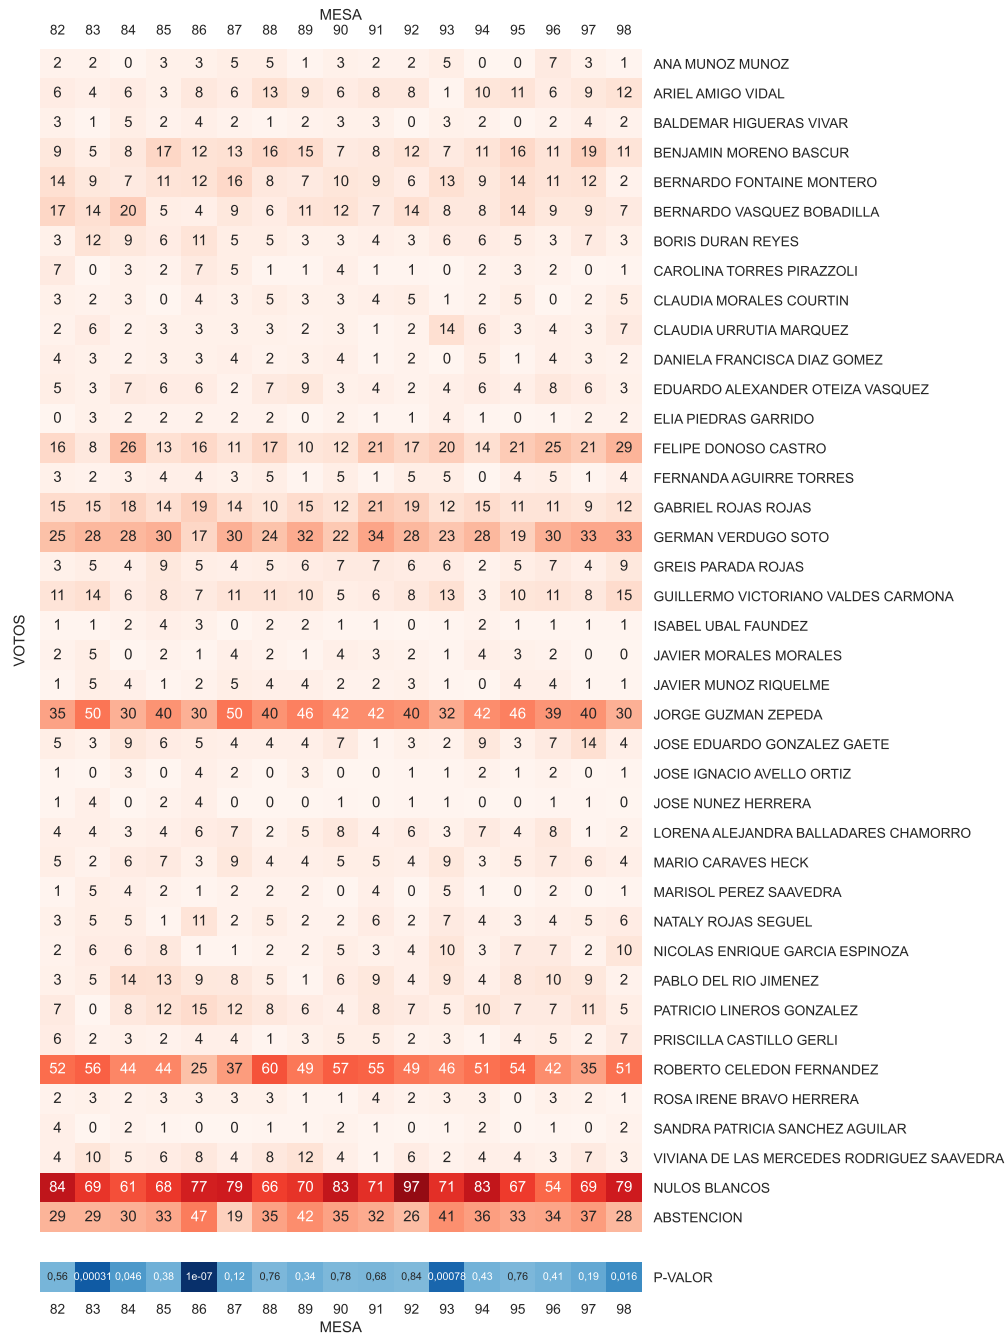 MESA
82 83 84 85 86 87 88 89 90 91 92 93 94 95 96 97 98
2 2 0 3 3 5 5 1 3 2 2 5 0 0 7 3 1 ANA MUNOZ MUNOZ
6 4 6 3 8 6 13 9 6 8 8 1 10 11 6 9 12 ARIEL AMIGO VIDAL
3 1 5 2 4 2 1 2 3 3 0 3 2 0 2 4 2 BALDEMAR HIGUERAS VIVAR
9 5 8 17 12 13 16 15 7 8 12 7 11 16 11 19 11 BENJAMIN MORENO BASCUR
14 9 7 11 12 16 8 7 10 9 6 13 9 14 11 12 2 BERNARDO FONTAINE MONTERO
17 14 20 5 4 9 6 11 12 7 14 8 8 14 9 9 7 BERNARDO VASQUEZ BOBADILLA
3 12 9 6 11 5 5 3 3 4 3 6 6 5 3 7 3 BORIS DURAN REYES
7 0 3 2 7 5 1 1 4 1 1 0 2 3 2 0 1 CAROLINA TORRES PIRAZZOLI
3 2 3 0 4 3 5 3 3 4 5 1 2 5 0 2 5 CLAUDIA MORALES COURTIN
2 6 2 3 3 3 3 2 3 1 2 14 6 3 4 3 7 CLAUDIA URRUTIA MARQUEZ
4 3 2 3 3 4 2 3 4 1 2 0 5 1 4 3 2 DANIELA FRANCISCA DIAZ GOMEZ
5 3 7 6 6 2 7 9 3 4 2 4 6 4 8 6 3 EDUARDO ALEXANDER OTEIZA VASQUEZ
0 3 2 2 2 2 2 0 2 1 1 4 1 0 1 2 2 ELIA PIEDRAS GARRIDO
16 8 26 13 16 11 17 10 12 21 17 20 14 21 25 21 29 FELIPE DONOSO CASTRO
3 2 3 4 4 3 5 1 5 1 5 5 0 4 5 1 4 FERNANDA AGUIRRE TORRES
15 15 18 14 19 14 10 15 12 21 19 12 15 11 11 9 12 GABRIEL ROJAS ROJAS
25 28 28 30 17 30 24 32 22 34 28 23 28 19 30 33 33 GERMAN VERDUGO SOTO
3 5 4 9 5 4 5 6 7 7 6 6 2 5 7 4 9 GREIS PARADA ROJAS
11 14 6 8 7 11 11 10 5 6 8 13 3 10 11 8 15 GUILLERMO VICTORIANO VALDES CARMONA
1 1 2 4 3 0 2 2 1 1 0 1 2 1 1 1 1 ISABEL UBAL FAUNDEZ
VOTOS
2 5 0 2 1 4 2 1 4 3 2 1 4 3 2 0 0 JAVIER MORALES MORALES
1 5 4 1 2 5 4 4 2 2 3 1 0 4 4 1 1 JAVIER MUNOZ RIQUELME
35 50 30 40 30 50 40 46 42 42 40 32 42 46 39 40 30 JORGE GUZMAN ZEPEDA
5 3 9 6 5 4 4 4 7 1 3 2 9 3 7 14 4 JOSE EDUARDO GONZALEZ GAETE
1 0 3 0 4 2 0 3 0 0 1 1 2 1 2 0 1 JOSE IGNACIO AVELLO ORTIZ
1 4 0 2 4 0 0 0 1 0 1 1 0 0 1 1 0 JOSE NUNEZ HERRERA
4 4 3 4 6 7 2 5 8 4 6 3 7 4 8 1 2 LORENA ALEJANDRA BALLADARES CHAMORRO
5 2 6 7 3 9 4 4 5 5 4 9 3 5 7 6 4 MARIO CARAVES HECK
1 5 4 2 1 2 2 2 0 4 0 5 1 0 2 0 1 MARISOL PEREZ SAAVEDRA
3 5 5 1 11 2 5 2 2 6 2 7 4 3 4 5 6 NATALY ROJAS SEGUEL
2 6 6 8 1 1 2 2 5 3 4 10 3 7 7 2 10 NICOLAS ENRIQUE GARCIA ESPINOZA
3 5 14 13 9 8 5 1 6 9 4 9 4 8 10 9 2 PABLO DEL RIO JIMENEZ
7 0 8 12 15 12 8 6 4 8 7 5 10 7 7 11 5 PATRICIO LINEROS GONZALEZ
6 2 3 2 4 4 1 3 5 5 2 3 1 4 5 2 7 PRISCILLA CASTILLO GERLI
52 56 44 44 25 37 60 49 57 55 49 46 51 54 42 35 51 ROBERTO CELEDON FERNANDEZ
2 3 2 3 3 3 3 1 1 4 2 3 3 0 3 2 1 ROSA IRENE BRAVO HERRERA
4 0 2 1 0 0 1 1 2 1 0 1 2 0 1 0 2 SANDRA PATRICIA SANCHEZ AGUILAR
4 10 5 6 8 4 8 12 4 1 6 2 4 4 3 7 3 VIVIANA DE LAS MERCEDES RODRIGUEZ SAAVEDRA
84 69 61 68 77 79 66 70 83 71 97 71 83 67 54 69 79 NULOS BLANCOS
29 29 30 33 47 19 35 42 35 32 26 41 36 33 34 37 28 ABSTENCION
0,56 0,00031 0,046 0,38 1e-07 0,12 0,76 0,34 0,78 0,68 0,84 0,00078 0,43 0,76 0,41 0,19 0,016 P-VALOR
82 83 84 85 86 87 88 89 90 91 92 93 94 95 96 97 98
MESA